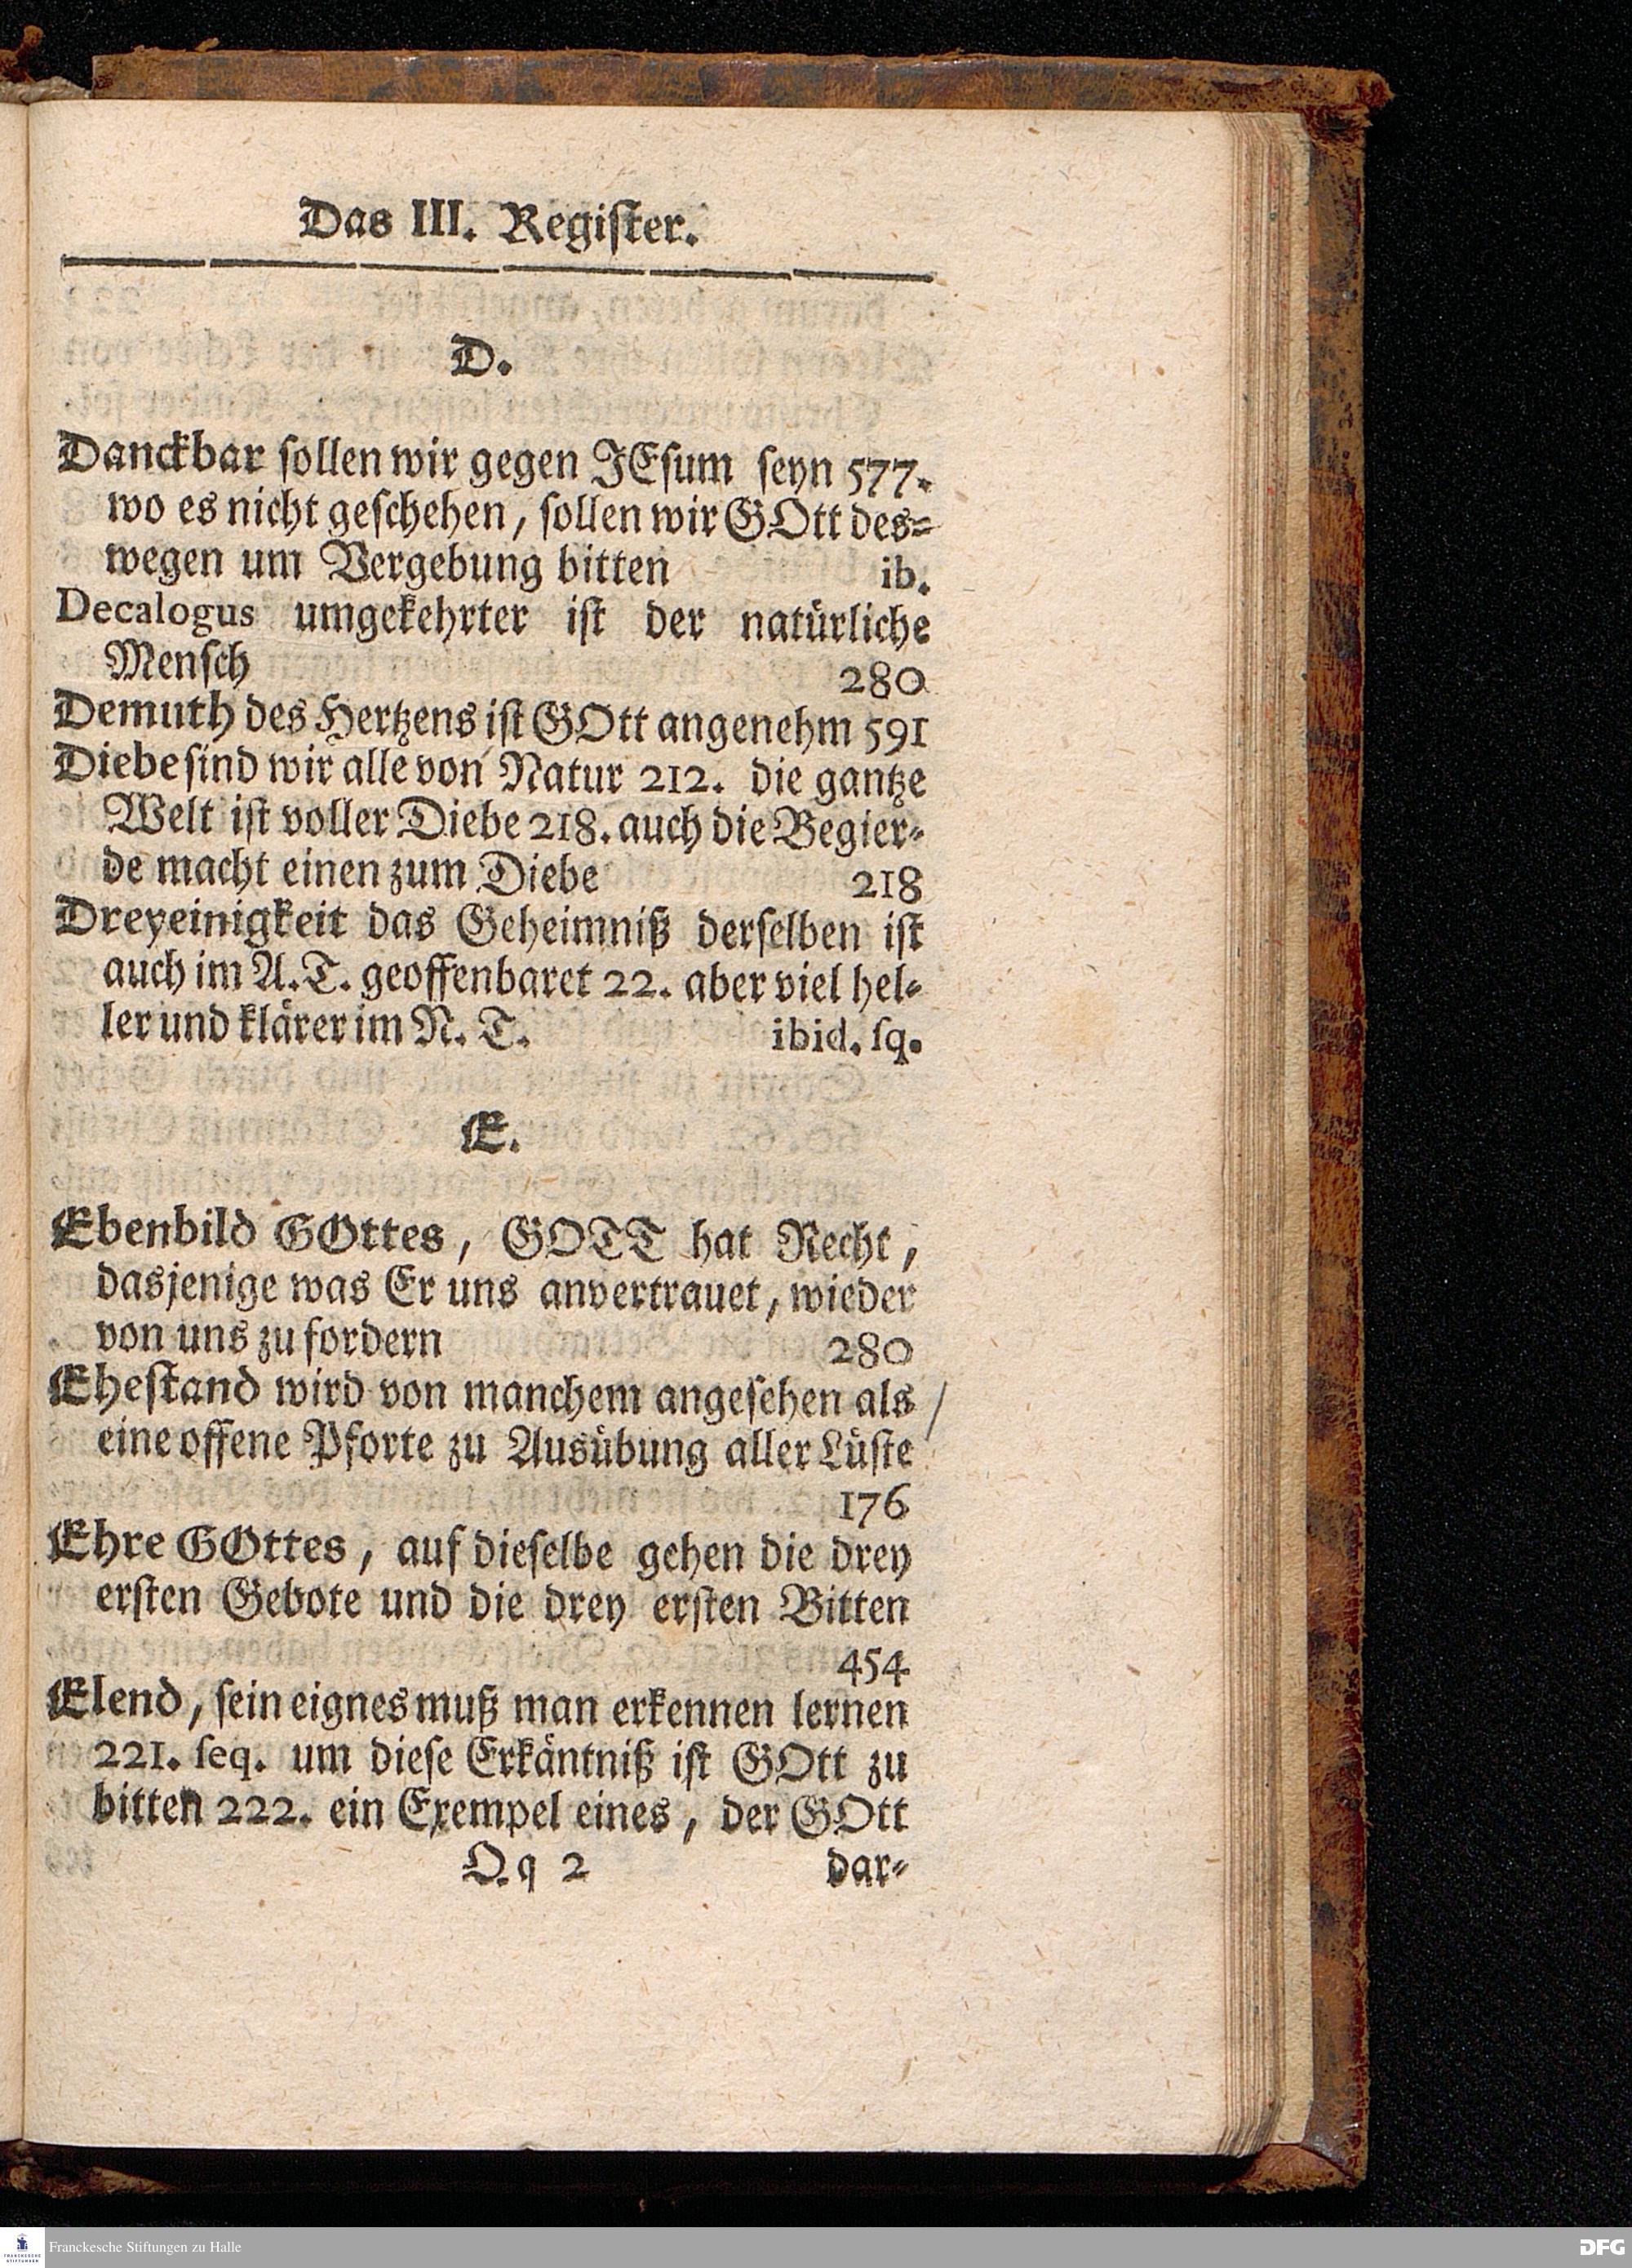 Das III. Regiſter.
D.
Danckbar ſollen wir gegen JEſum ſeyn 577.
wo es nicht geſchehen, ſollen wir GOtt des-
wegen um Vergebung bitten ib.
Decalogus umgekehrter iſt der natürliche
Menſch 280
Demuth des Hertzens iſt GOtt angenehm 591
Diebe ſind wir alle von Natur 212. die gantze
Welt iſt voller Diebe 218. auch die Begier-
de macht einen zum Diebe 218
Dreyeinigkeit das Geheimniß derſelben iſt
auch im A. T. geoffenbaret 22. aber viel hel-
ler und klärer im N. T. ibid. ſq.
E.
Ebenbild GOttes, GOTT hat Recht,
dasjenige was Er uns anvertrauet, wieder
von uns zu fordern 280
Eheſtand wird von manchem angeſehen als
eine offene Pforte zu Ausübung aller Lüſte
176
Ehre GOttes, auf dieſelbe gehen die drey
erſten Gebote und die drey erſten Bitten
454
Elend, ſein eignes muß man erkennen lernen
221. ſeq. um dieſe Erkäntniß iſt GOtt zu
bitten 222. ein Exempel eines, der GOtt
Qq 2 dar-
FRANCKESCHE STIFTUNGEN
Franckesche Stiftungen zu Halle
DFG